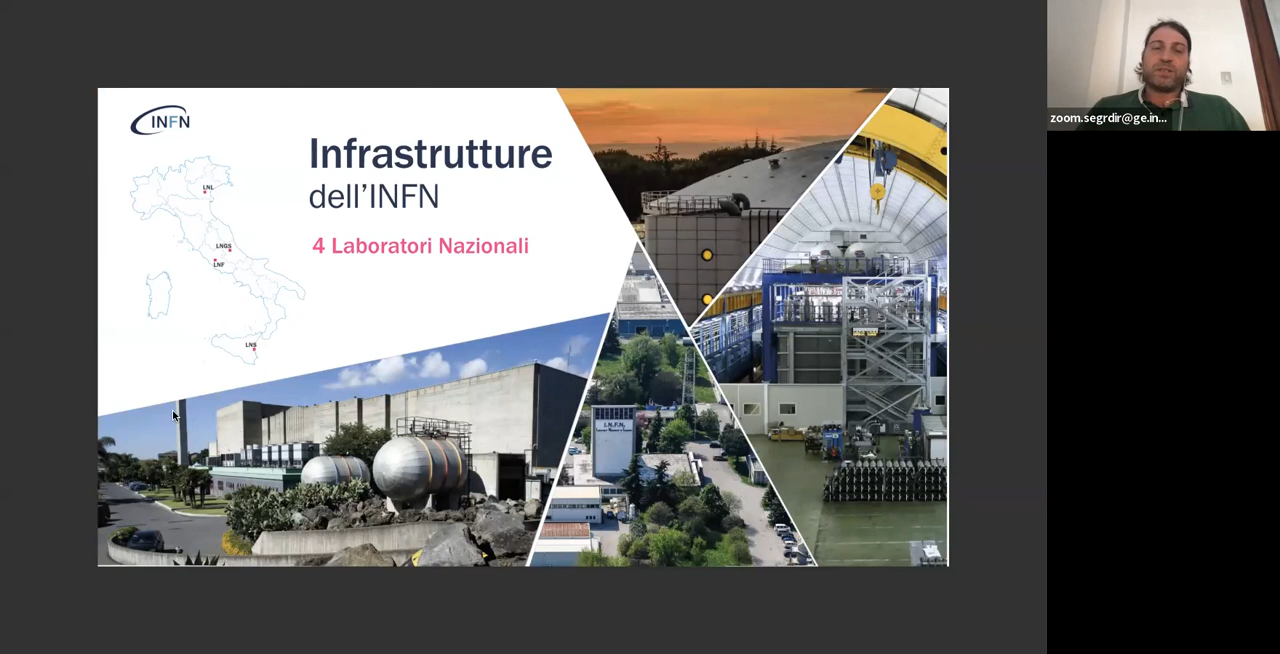 INFN
Infrastrutture
dell'INFN
4 Laboratori Nazionali
LNL
LNGS
LNF
LNS
I.N.F.N.
zoom.segrdir@ge.in...